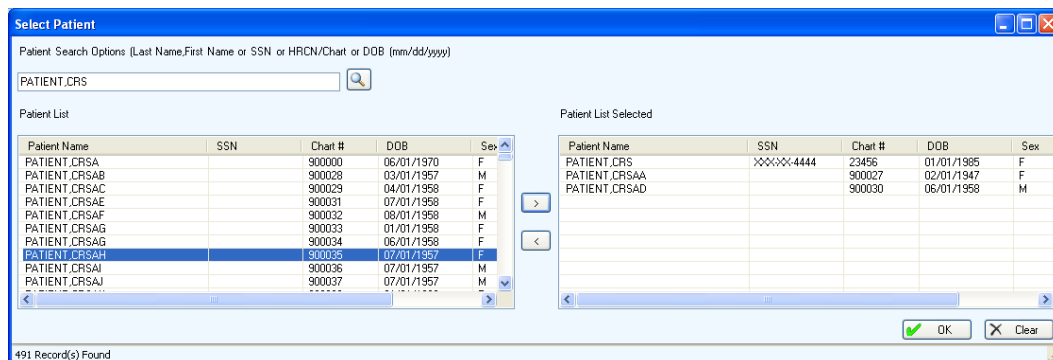 Select Patient
Patient Search Options (Last Name,First Name or SSN or HRCN/Chart or DOB (mm/dd/yyyy)
PATIENT,CRS
Patient List
Patient Name SSN Chart # DOB Sex
PATIENT,CRSA 900000 06/01/1970 F
PATIENT,CRSAB 900028 03/01/1957 M
PATIENT,CRSAC 900029 04/01/1958 F
PATIENT,CRSAE 900031 07/01/1958 F
PATIENT,CRSAF 900032 08/01/1958 M
PATIENT,CRSAG 900033 01/01/1958 F
PATIENT,CRSAG 900034 06/01/1958 F
PATIENT,CRSAH 900035 07/01/1957 F
PATIENT,CRSAI 900036 07/01/1957 M
PATIENT,CRSAJ 900037 07/01/1957 M
>
<
Patient List Selected
Patient Name SSN Chart # DOB Sex
PATIENT,CRS XXX-XX-4444 23456 01/01/1985 F
PATIENT,CRSAA 900027 02/01/1947 F
PATIENT,CRSAD 900030 06/01/1958 M
OK Clear
491 Record(s) Found